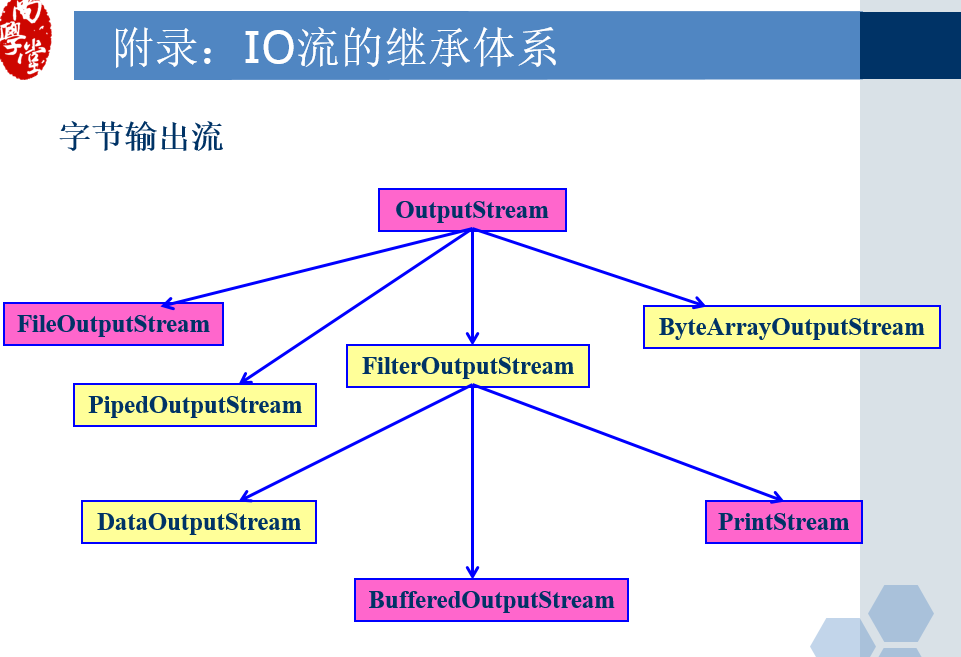 尚學堂
附录：IO流的继承体系
字节输出流
OutputStream
FileOutputStream
ByteArrayOutputStream
FilterOutputStream
PipedOutputStream
DataOutputStream
PrintStream
BufferedOutputStream